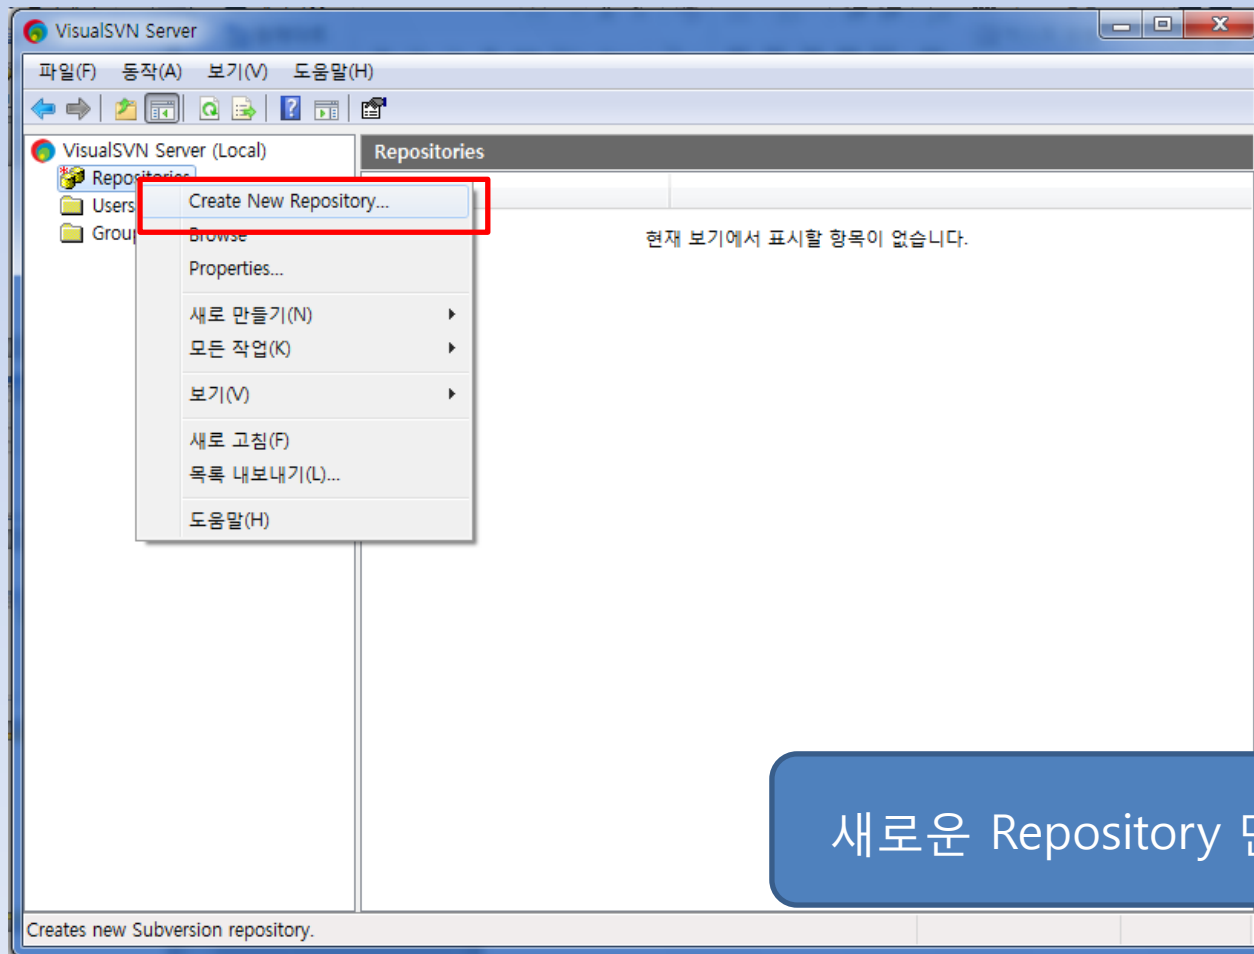 VisualSVN Server
파일(F) 동작(A) 보기(V) 도움말(H)
VisualSVN Server (Local)
Repositories
Repositories
Users
Create New Repository...
Browse
Properties...
새로 만들기(N)
모든 작업(K)
보기(V)
새로 고침(F)
목록 내보내기(L)...
도움말(H)
현재 보기에서 표시할 항목이 없습니다.
새로운 Repository
Creates new Subversion repository.